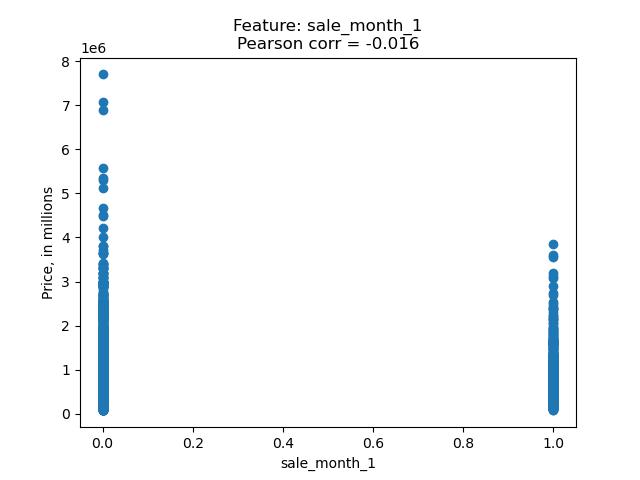 Feature: sale_month_1
Pearson corr = -0.016
1e6
8
7
6
5
4
3
2
1
0
Price, in millions
0.0 0.2 0.4 0.6 0.8 1.0
sale_month_1